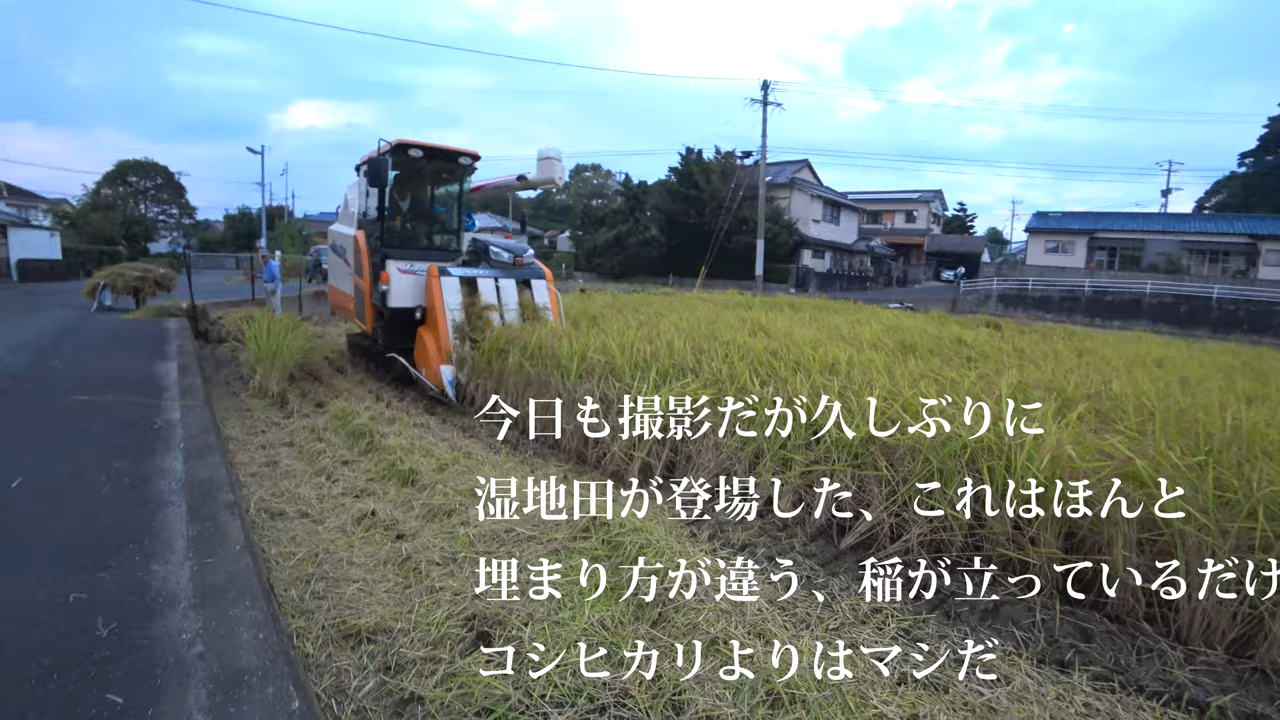 今日も撮影だが久しぶりに
湿地田が登場した、これはほんと
埋まり方が違う、稲が立っているだけ
コシヒカリよりはマシだ